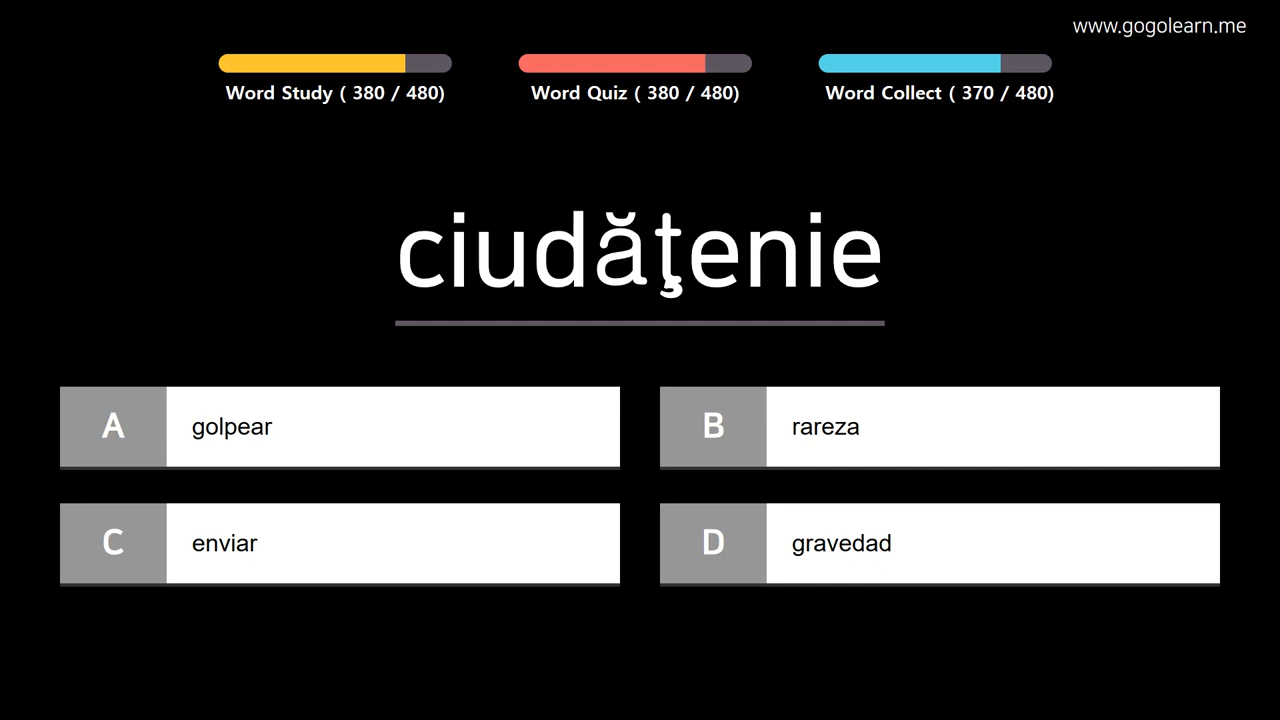 www.gogolearn.me
Word Study ( 380 / 480)
Word Quiz ( 380 / 480)
Word Collect ( 370 / 480)
ciudăţenie
A golpear
B rareza
C enviar
D gravedad